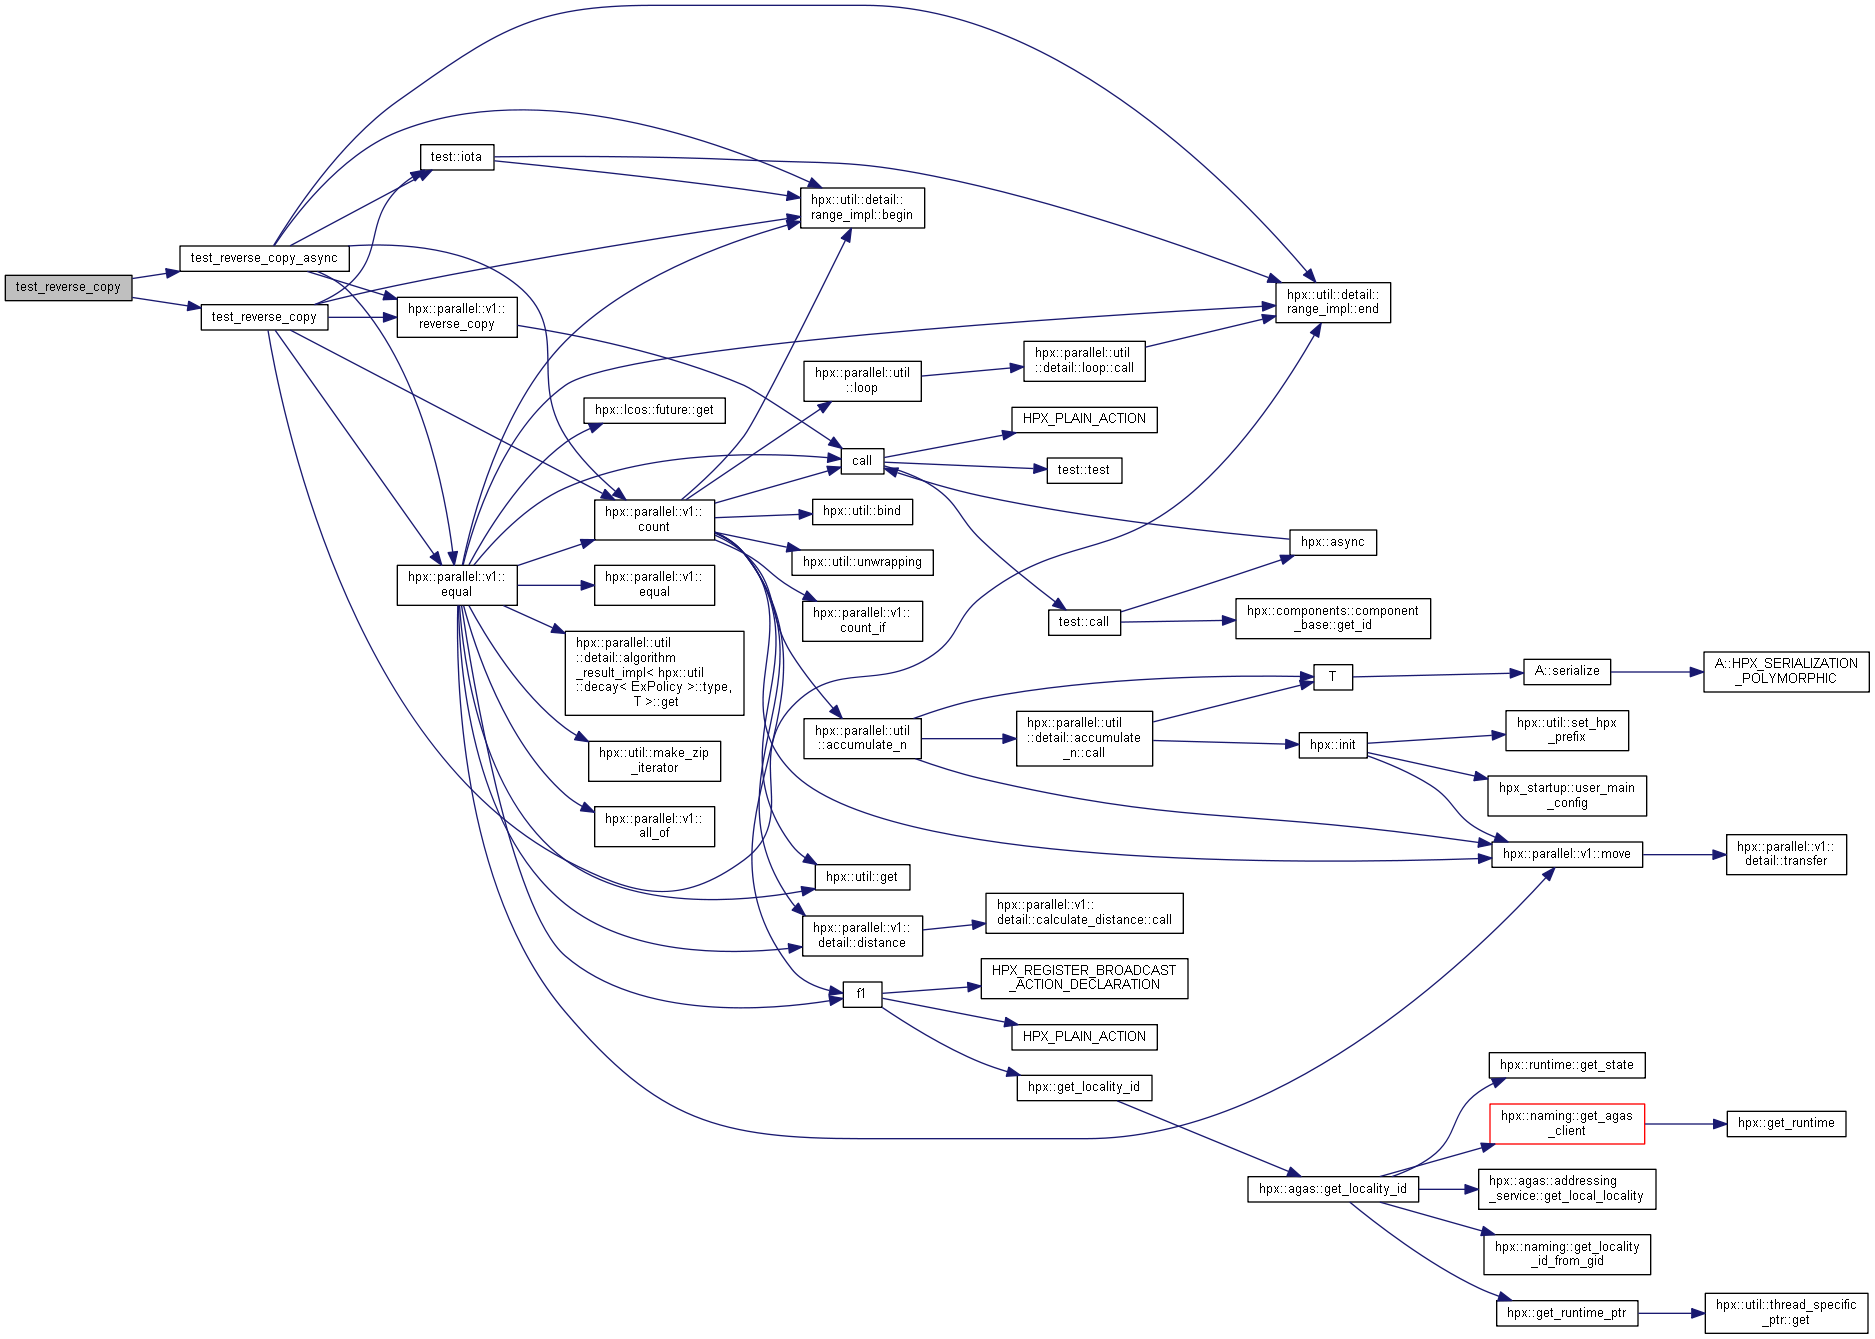 test_reverse_copy
test_reverse_copy_async
test_reverse_copy
test::iota
hpx::parallel::v1::
reverse_copy
hpx::parallel::v1::
equal
hpx::lcos::future::get
hpx::parallel::v1::
count
hpx::parallel::v1::
equal
hpx::parallel::util
::detail::algorithm
_result_impl< hpx::util
::decay< ExPolicy >::type,
T >::get
hpx::util::make_zip
_iterator
hpx::parallel::v1::
all_of
hpx::util::detail::
range_impl::begin
hpx::parallel::util
::loop
call
hpx::util::bind
hpx::util::unwrapping
hpx::parallel::v1::
count_if
hpx::parallel::util
::accumulate_n
hpx::util::get
hpx::parallel::v1::
detail::distance
f1
hpx::parallel::util
::detail::loop::call
HPX_PLAIN_ACTION
test::test
test::call
hpx::parallel::util
::detail::accumulate
_n::call
hpx::parallel::v1::
detail::calculate_distance::call
HPX_REGISTER_BROADCAST
_ACTION_DECLARATION
HPX_PLAIN_ACTION
hpx::get_locality_id
hpx::util::detail::
range_impl::end
hpx::async
hpx::components::component
_base::get_id
T
hpx::init
hpx::agas::get_locality_id
A::serialize
hpx::util::set_hpx
_prefix
hpx_startup::user_main
_config
hpx::parallel::v1::move
hpx::runtime::get_state
hpx::naming::get_agas
_client
hpx::agas::addressing
_service::get_local_locality
hpx::naming::get_locality
_id_from_gid
hpx::get_runtime_ptr
A::HPX_SERIALIZATION
_POLYMORPHIC
hpx::parallel::v1::
detail::transfer
hpx::get_runtime
hpx::util::thread_specific
_ptr::get